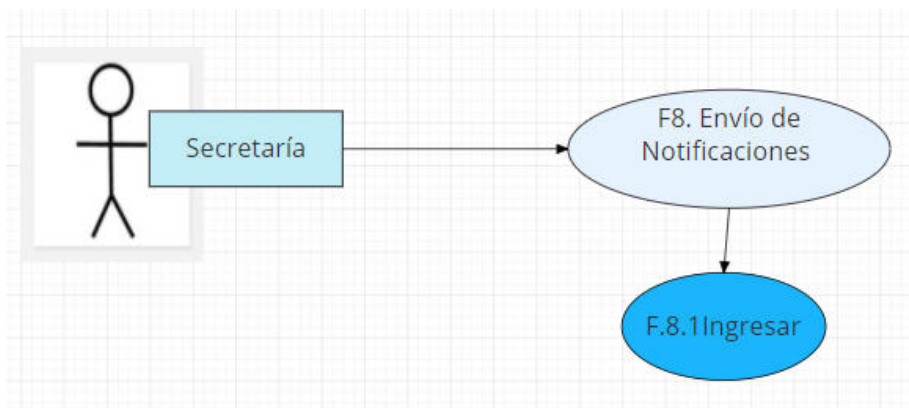 Secretaría
F8. Envío de
Notificaciones
F.8.1Ingresar